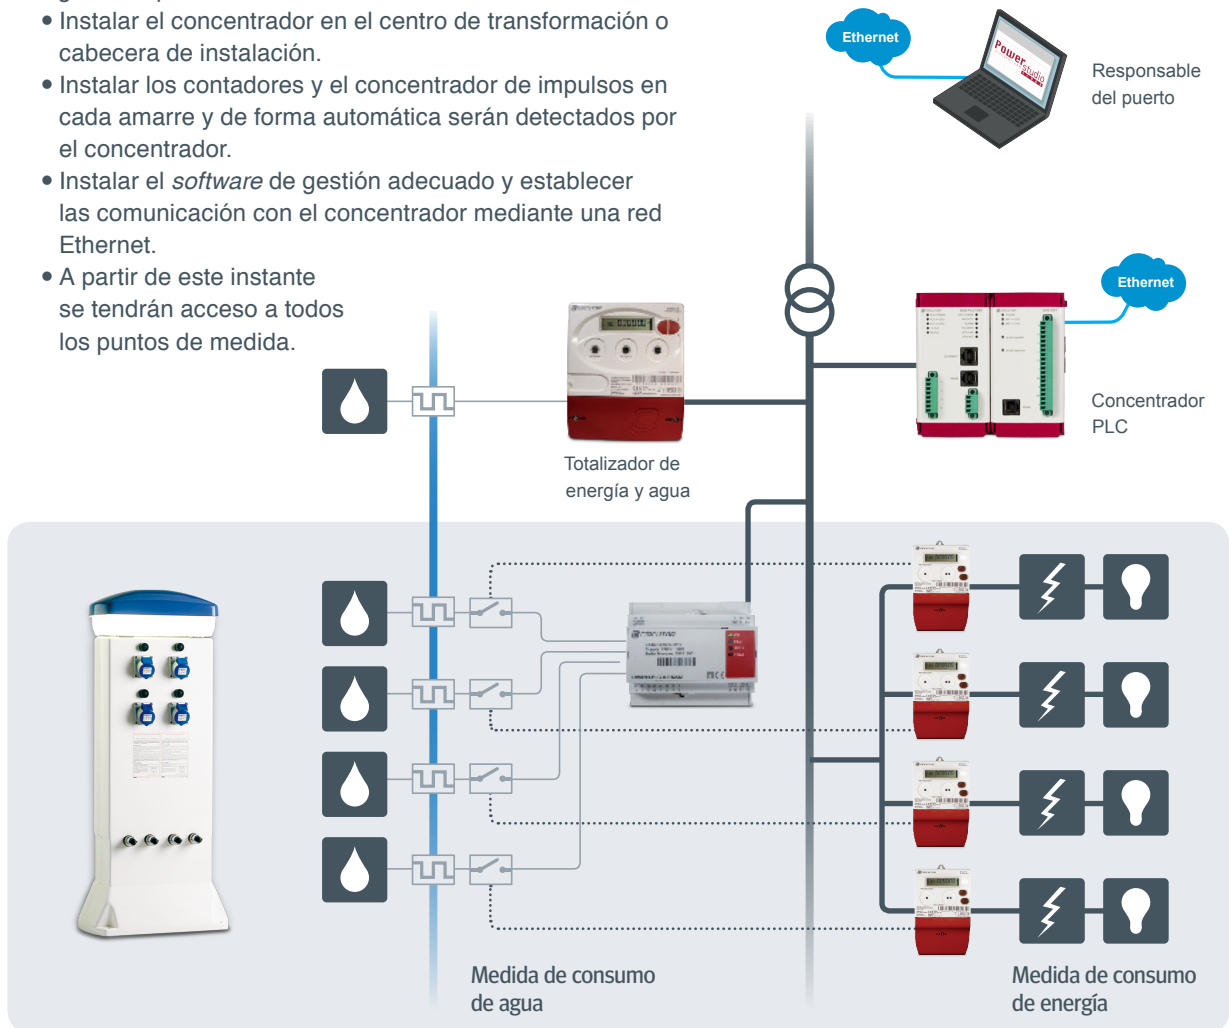 • Instalar el concentrador en el centro de transformación o
cabecera de instalación.
• Instalar los contadores y el concentrador de impulsos en
cada amarre y de forma automática serán detectados por
el concentrador.
• Instalar el software de gestión adecuado y establecer
las comunicación con el concentrador mediante una red
Ethernet.
• A partir de este instante
se tendrán acceso a todos
los puntos de medida.
Ethernet
Power
studio
Responsable
del puerto
Ethernet
Concentrador
PLC
Totalizador de
energía y agua
Medida de consumo
de agua
Medida de consumo
de energía